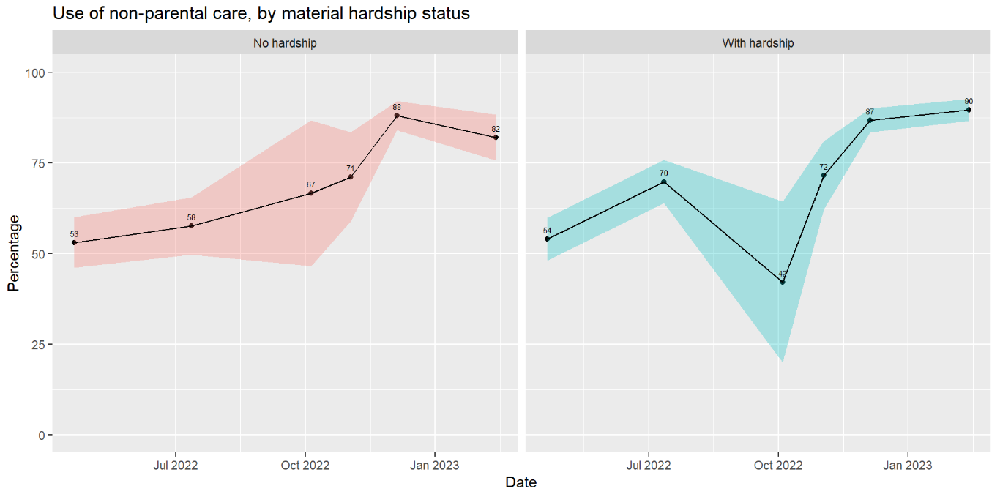 Use of non-parental care, by material hardship status
No hardship
With hardship
Percentage
100
75
50
25
0
53
58
67
71
88
82
54
70
42
72
87
90
Jul 2022
Oct 2022
Jan 2023
Jul 2022
Oct 2022
Jan 2023
Date